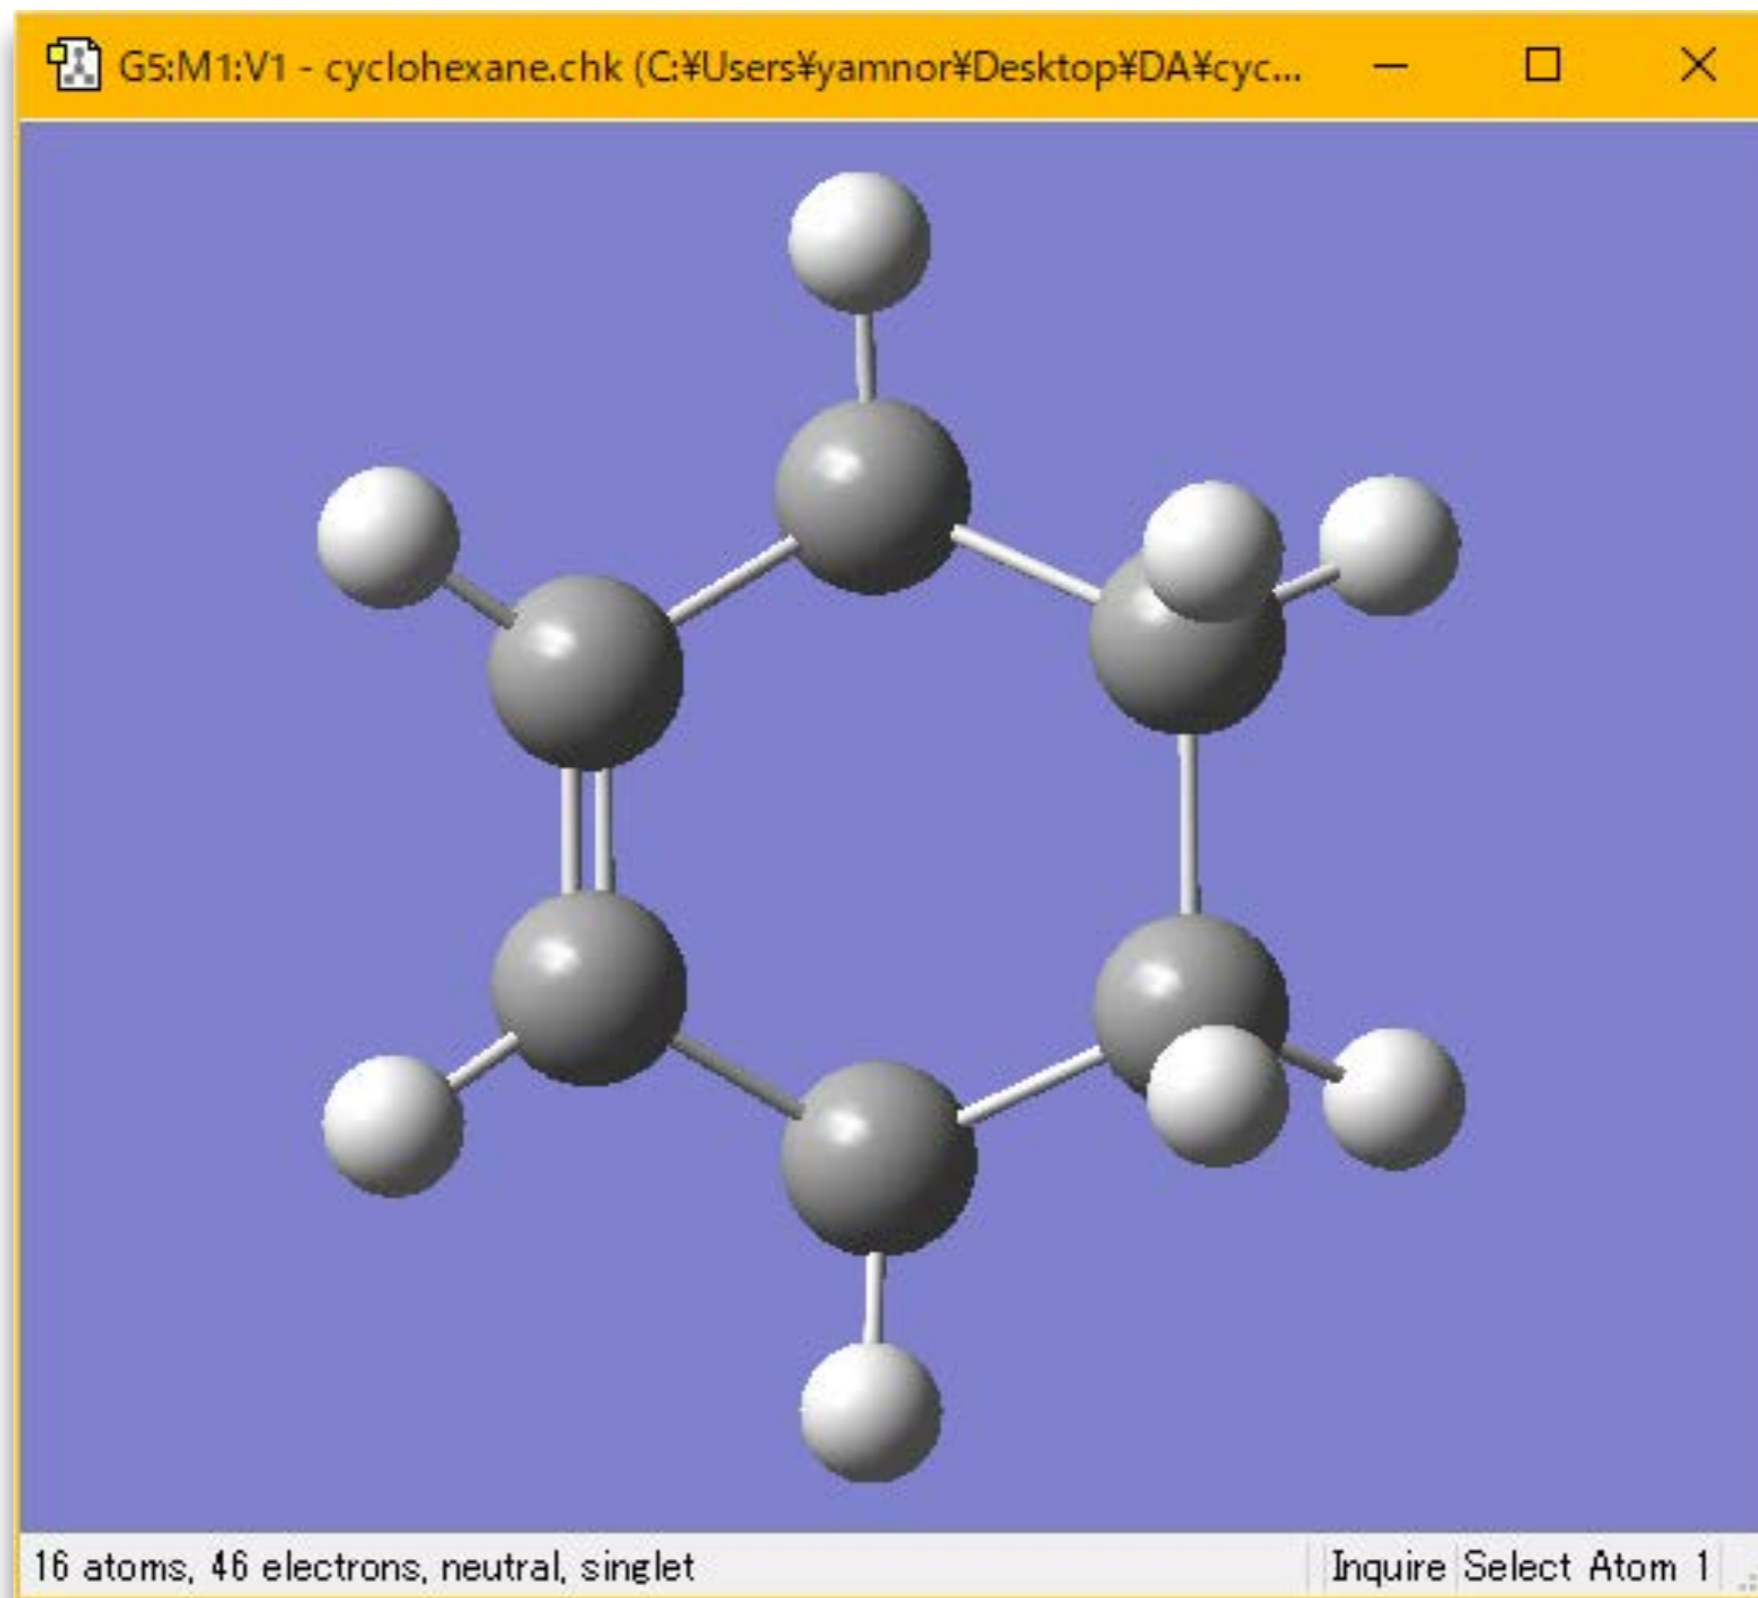 G5:M1:V1 - cyclohexane.chk (C:¥Users¥yamnor¥Desktop¥DA¥cyc...
16 atoms, 46 electrons, neutral, singlet
Inquire Select Atom 1